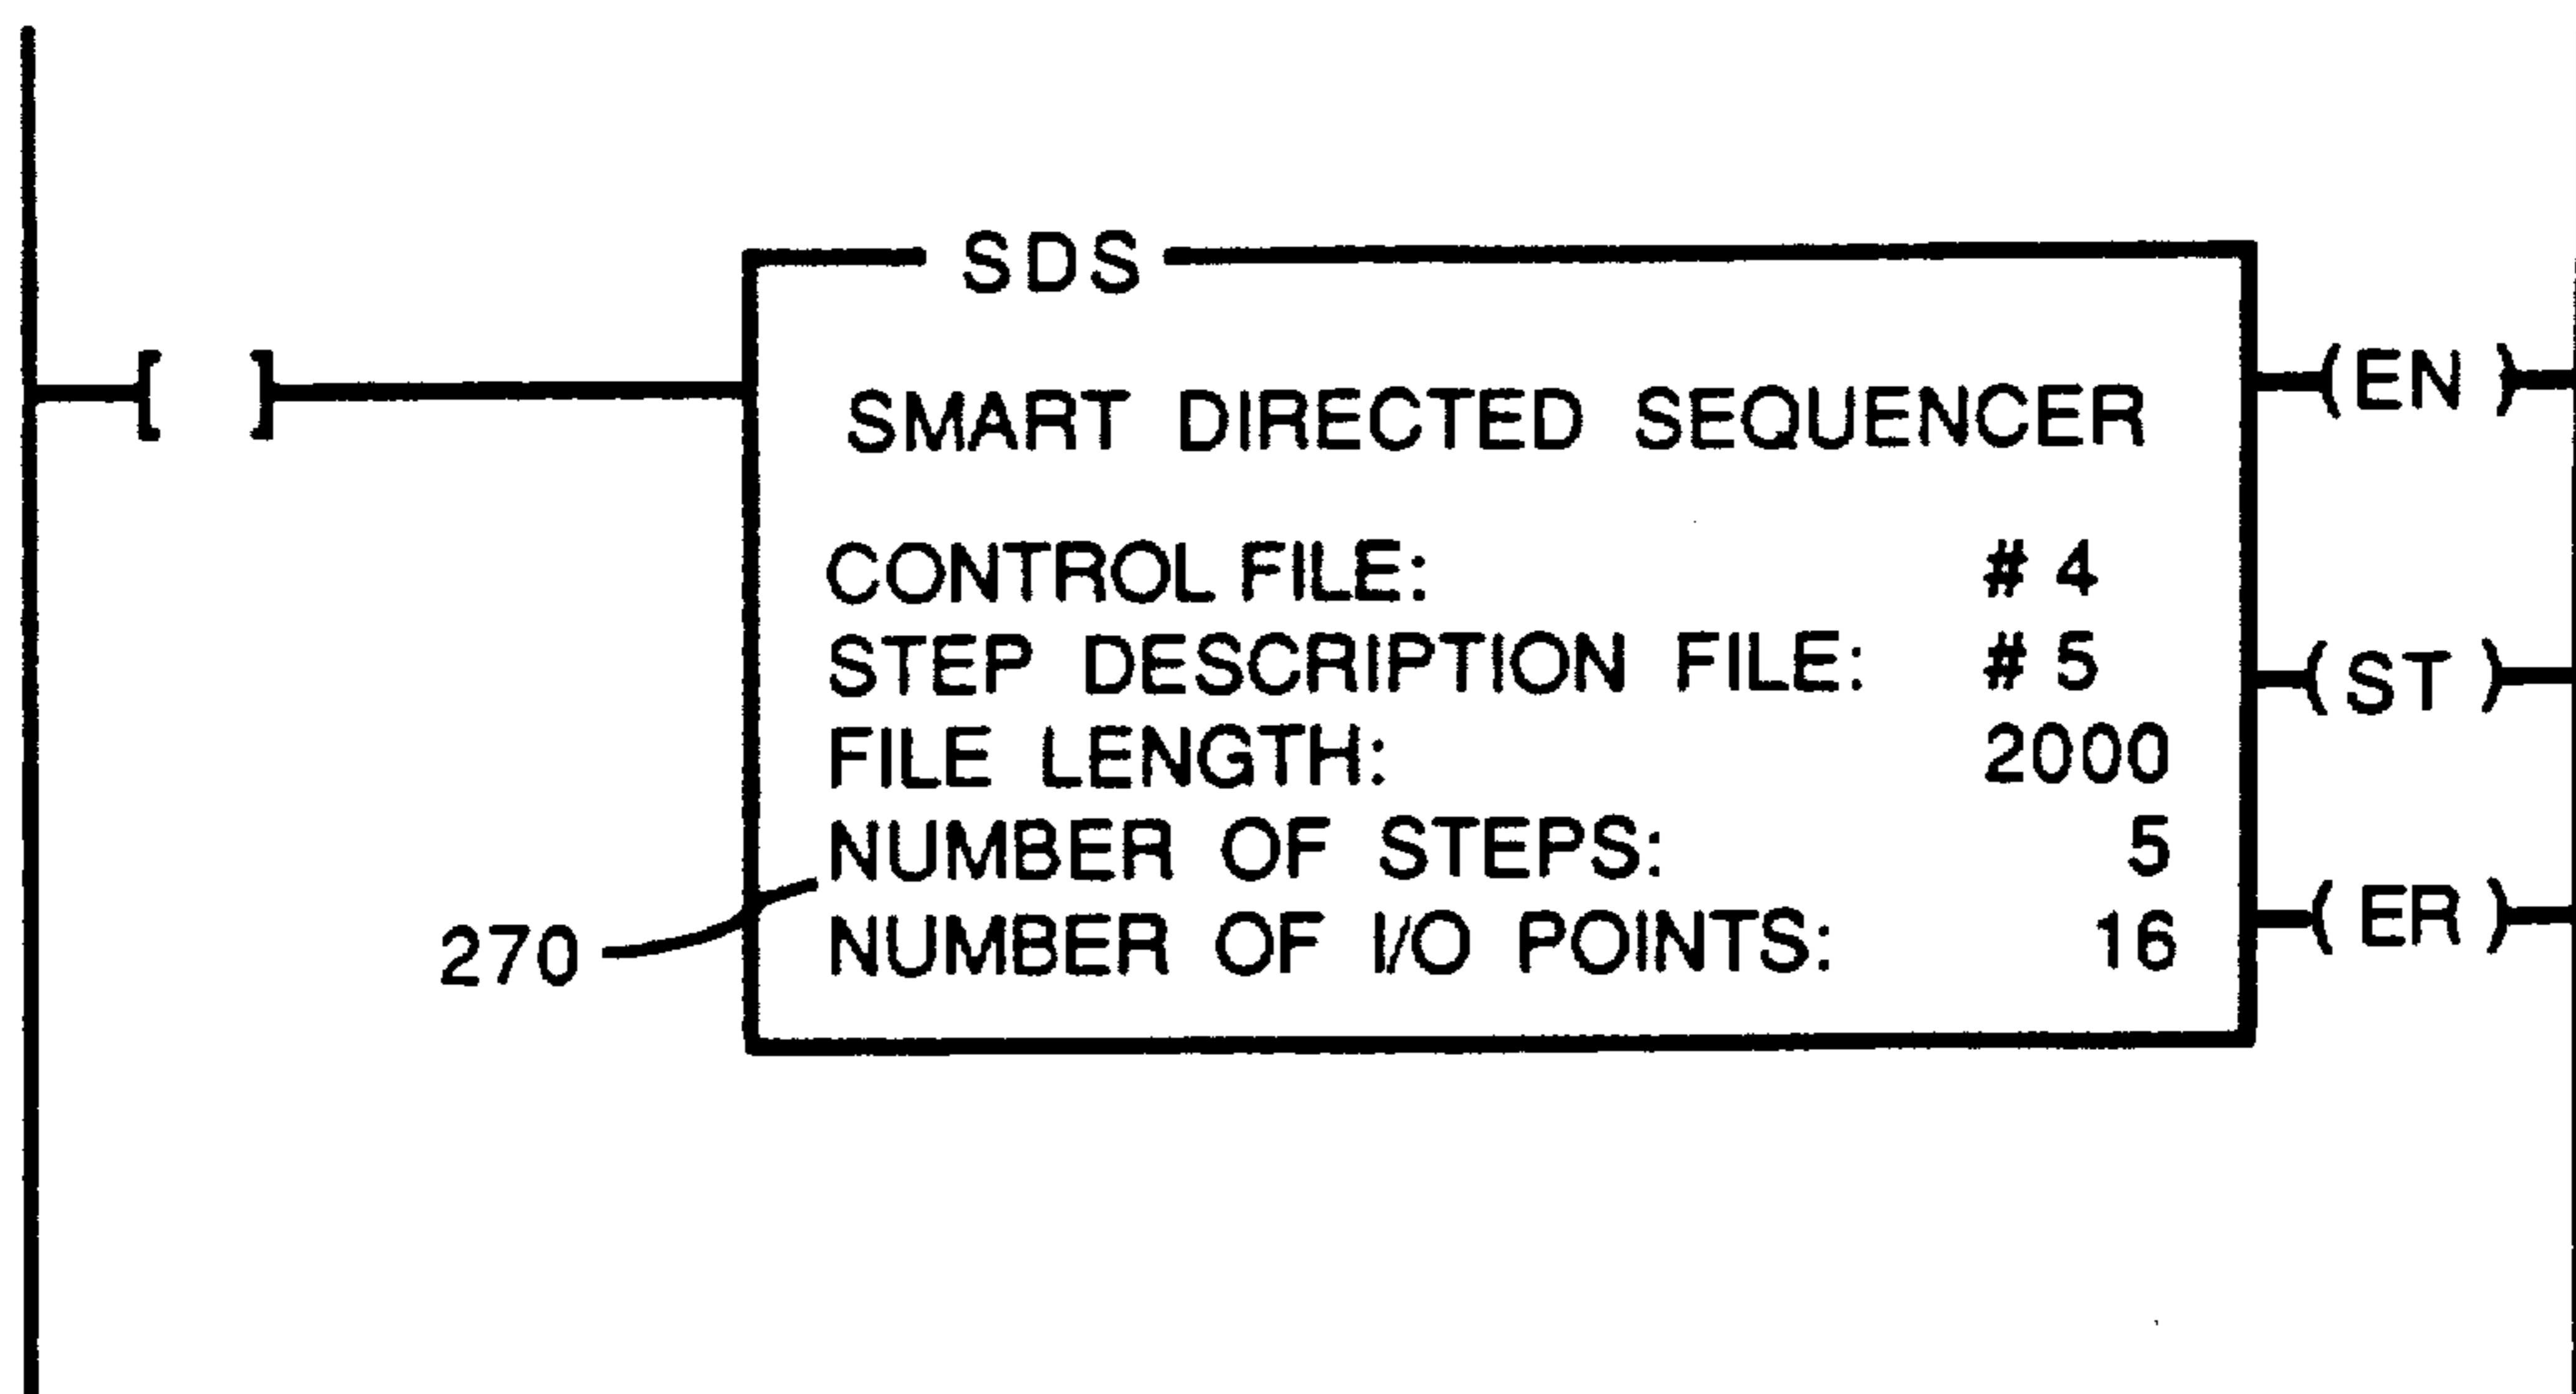 SDS
SMART DIRECTED SEQUENCER
(EN)
CONTROL FILE: # 4
STEP DESCRIPTION FILE: # 5
(ST)
FILE LENGTH: 2000
NUMBER OF STEPS: 5
270
NUMBER OF I/O POINTS: 16
(ER)